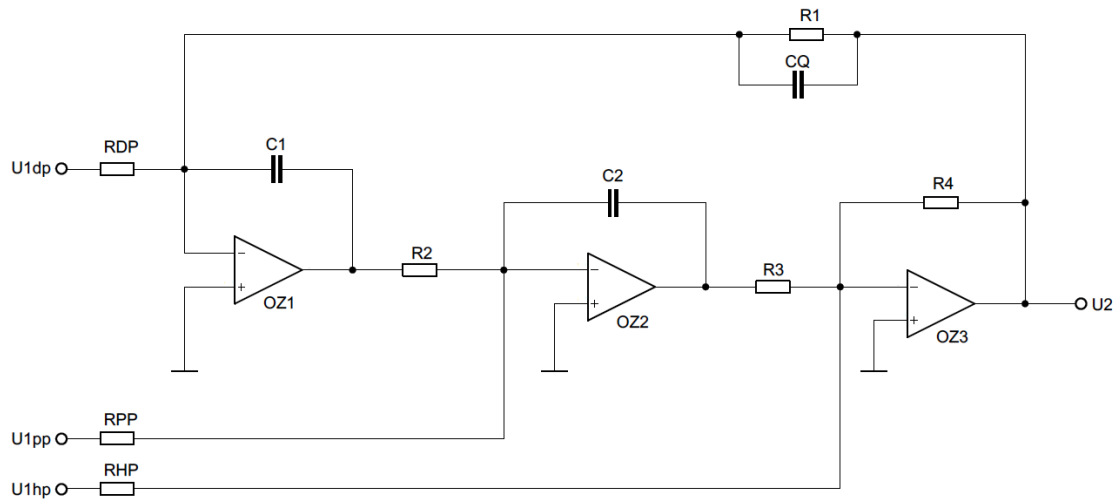 R1
CQ
U1dp
RDP
C1
C2
R4
R2
R3
−
+
OZ1
−
+
OZ2
−
+
OZ3
U2
U1pp
RPP
U1hp
RHP